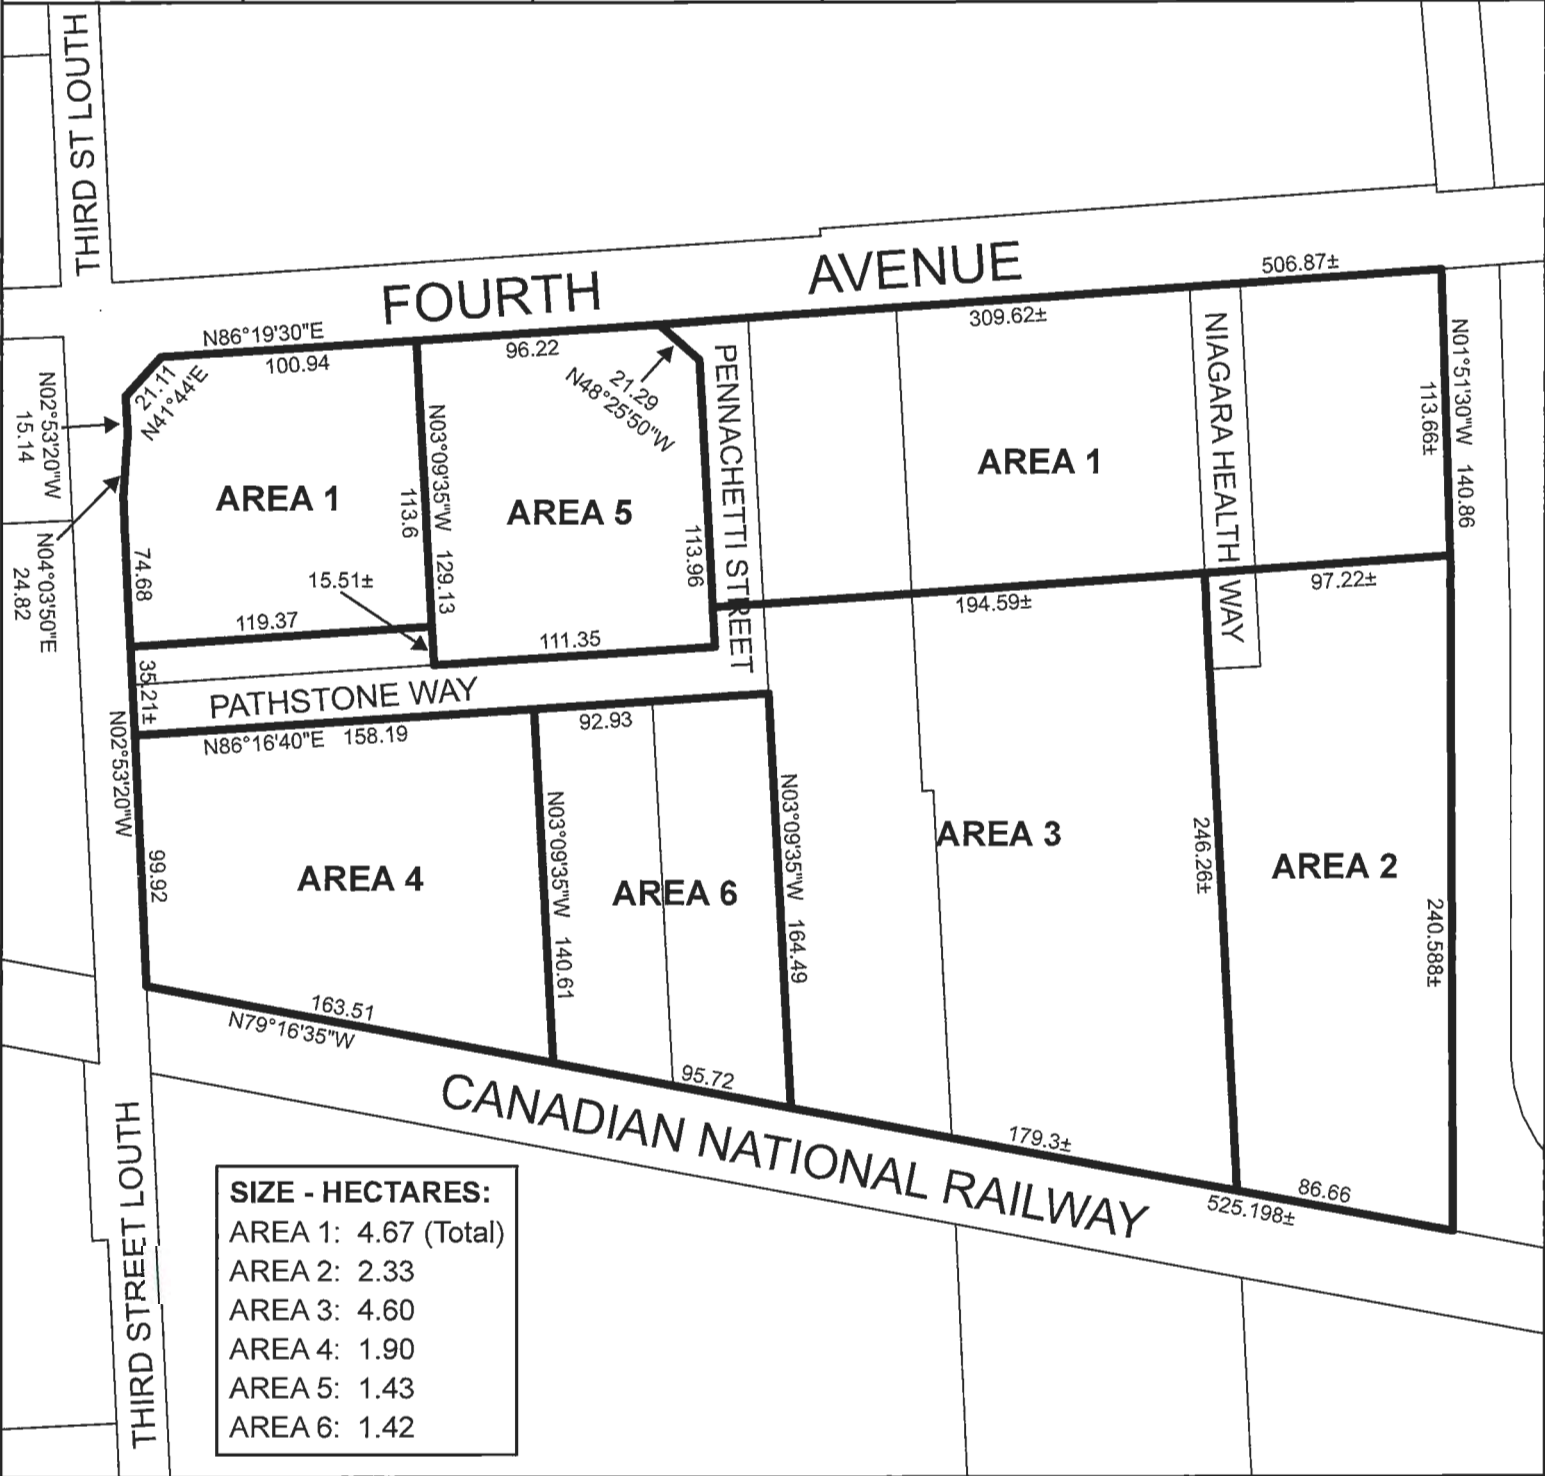 THIRD ST LOUTH
FOURTH AVENUE
506.87±
309.62±
N86°19'30"E
100.94
96.22
21.11
N41°44'E
21.29
N48°25'50"W
N02°53'20"W
15.14
N04°03'50"E
24.82
74.68
AREA 1
N03°09'35"W 129.13
113.6
AREA 5
113.96
PENNACHETTI STREET
AREA 1
NIAGARA HEALTH WAY
N01°51'30"W 140.86
113.66±
15.51±
119.37
111.35
194.59±
97.22±
35.21±
PATHSTONE WAY
N86°16'40"E 158.19
92.93
N02°53'20"W
99.92
AREA 4
N03°09'35"W 140.61
AREA 6
N03°09'35"W 164.49
AREA 3
246.26±
AREA 2
240.588±
163.51
N79°16'35"W
95.72
179.3±
86.66
525.198±
CANADIAN NATIONAL RAILWAY
THIRD STREET LOUTH
SIZE - HECTARES:
AREA 1: 4.67 (Total)
AREA 2: 2.33
AREA 3: 4.60
AREA 4: 1.90
AREA 5: 1.43
AREA 6: 1.42